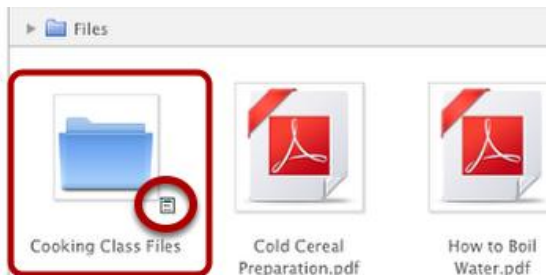 Files
Cooking Class Files
Cold Cereal
Preparation.pdf
How to Boil
Water.pdf